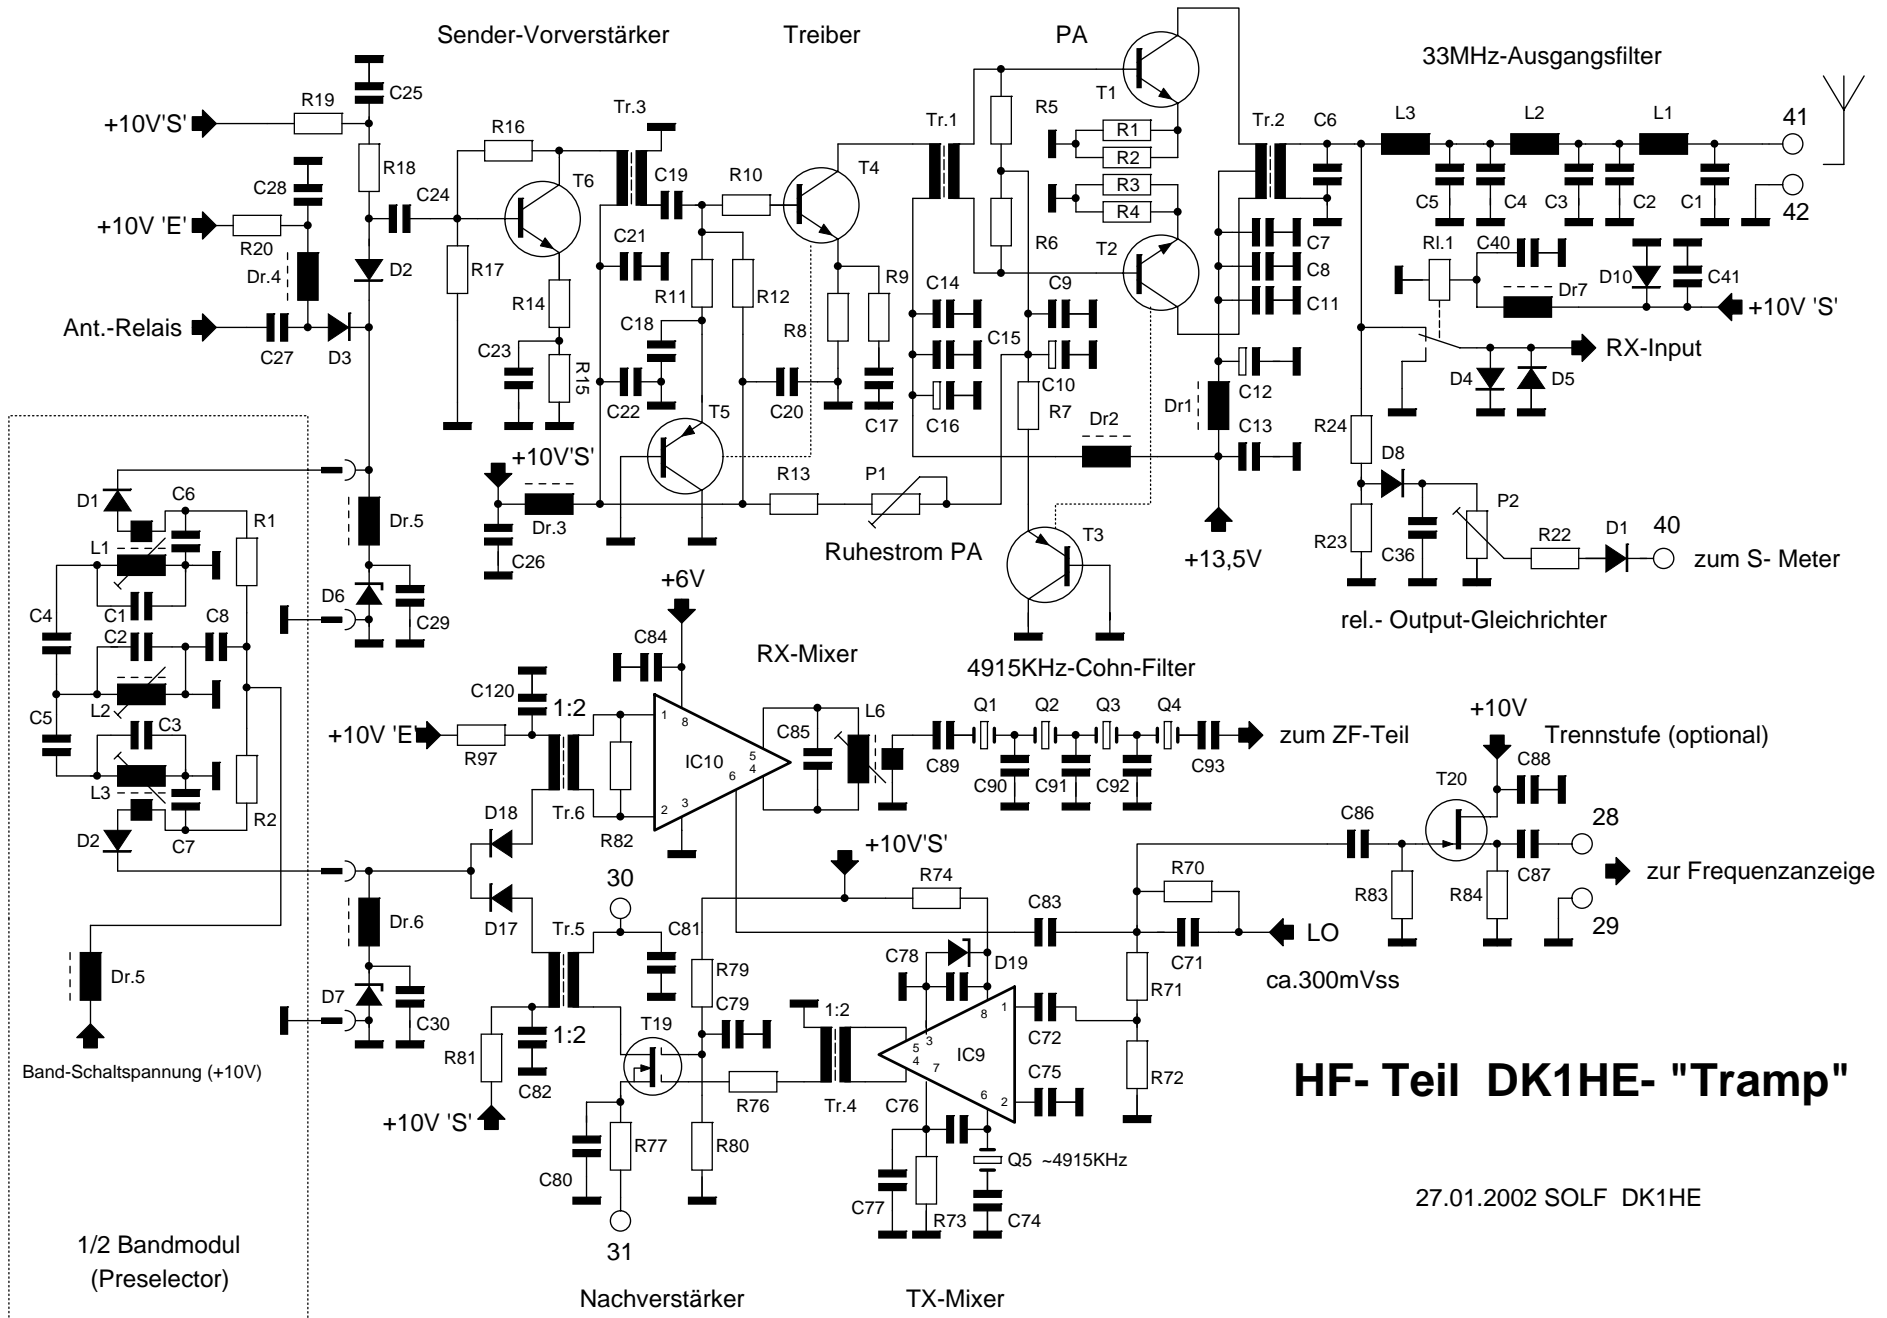 Sender-Vorverstärker
Treiber
PA
33MHz-Ausgangsfilter
C25
R19
+10V'S'
R16
Tr.3
R18
C28
C24
T6
C19
R10
T4
Tr.1
R5
T1
R1
R2
R3
R4
Tr.2
C6
L3
L2
L1
41
42
C5
C4
C3
C2
C1
+10V 'E'
R20
Dr.4
D2
R17
C21
R14
R11
R12
R9
R8
R6
T2
C7
C8
C11
Rl.1
C40
D10
C41
Dr7
+10V 'S'
Ant.-Relais
C27
D3
C23
R15
C18
C22
C20
C17
C14
C15
C16
C9
C10
R7
Dr2
Dr1
C12
C13
RX-Input
D4
D5
T5
+10V'S'
Dr.3
C26
R13
P1
Ruhestrom PA
T3
+13,5V
R24
D8
R23
C36
P2
R22
D1
40
zum S- Meter
rel.- Output-Gleichrichter
D1
C6
R1
L1
C1
C4
C2
C8
L2
C5
C3
L3
R2
D2
C7
Dr.5
D6
C29
+6V
C84
RX-Mixer
4915KHz-Cohn-Filter
C120
1:2
+10V 'E'
R97
Tr.6
R82
1
2
8
3
IC10
6
5
4
C85
L6
C89
Q1
Q2
Q3
Q4
C90
C91
C92
C93
zum ZF-Teil
+10V
Trennstufe (optional)
T20
C88
C86
R83
R84
C87
28
29
zur Frequenzanzeige
D18
D17
Dr.6
D7
C30
30
Tr.5
C81
1:2
R81
C82
+10V 'S'
+10V'S'
R74
R79
C79
T19
C83
R70
C71
LO
ca.300mVss
R71
R72
C78
D19
1:2
Tr.4
5
4
3
7
8
1
6
2
IC9
C72
C75
C76
R76
R77
R80
C80
31
C77
R73
Q5 ~4915KHz
C74
Dr.5
Band-Schaltspannung (+10V)
1/2 Bandmodul
(Preselector)
Nachverstärker
TX-Mixer
HF- Teil DK1HE- "Tramp"
27.01.2002 SOLF DK1HE